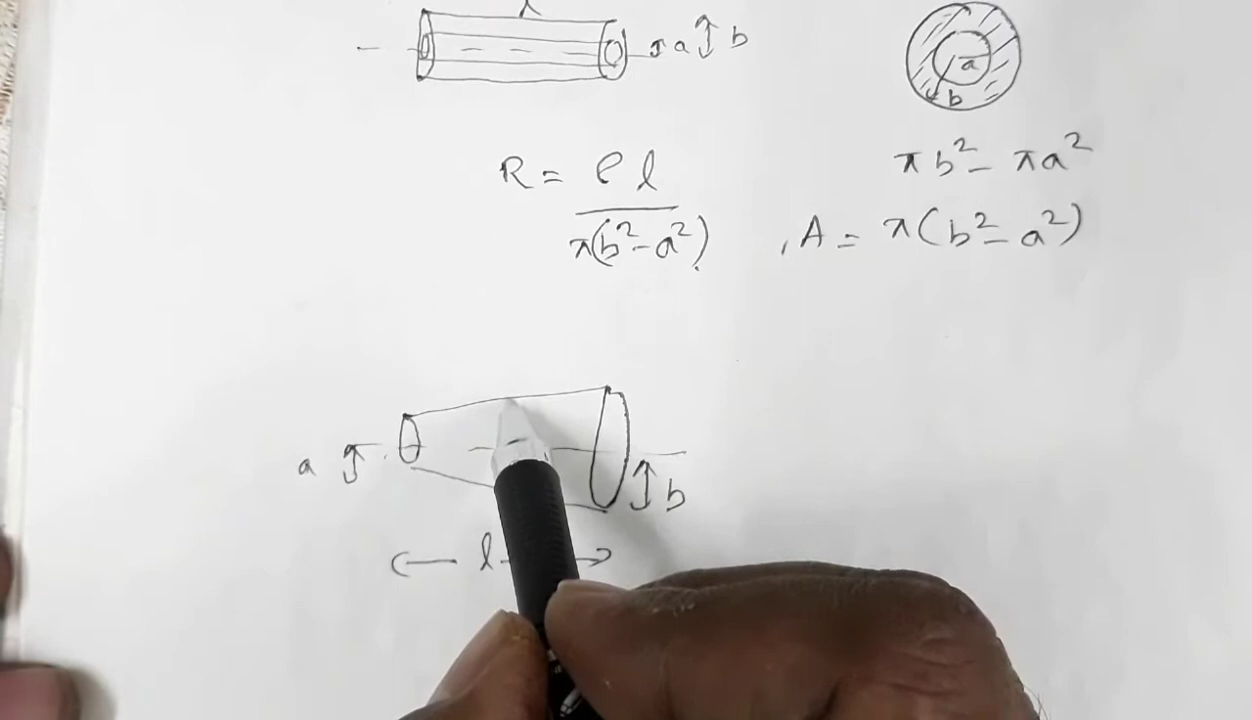 a b
a
b
πb² - πa²
R = ρl / π(b² - a²) , A = π(b² - a²)
a
b
l